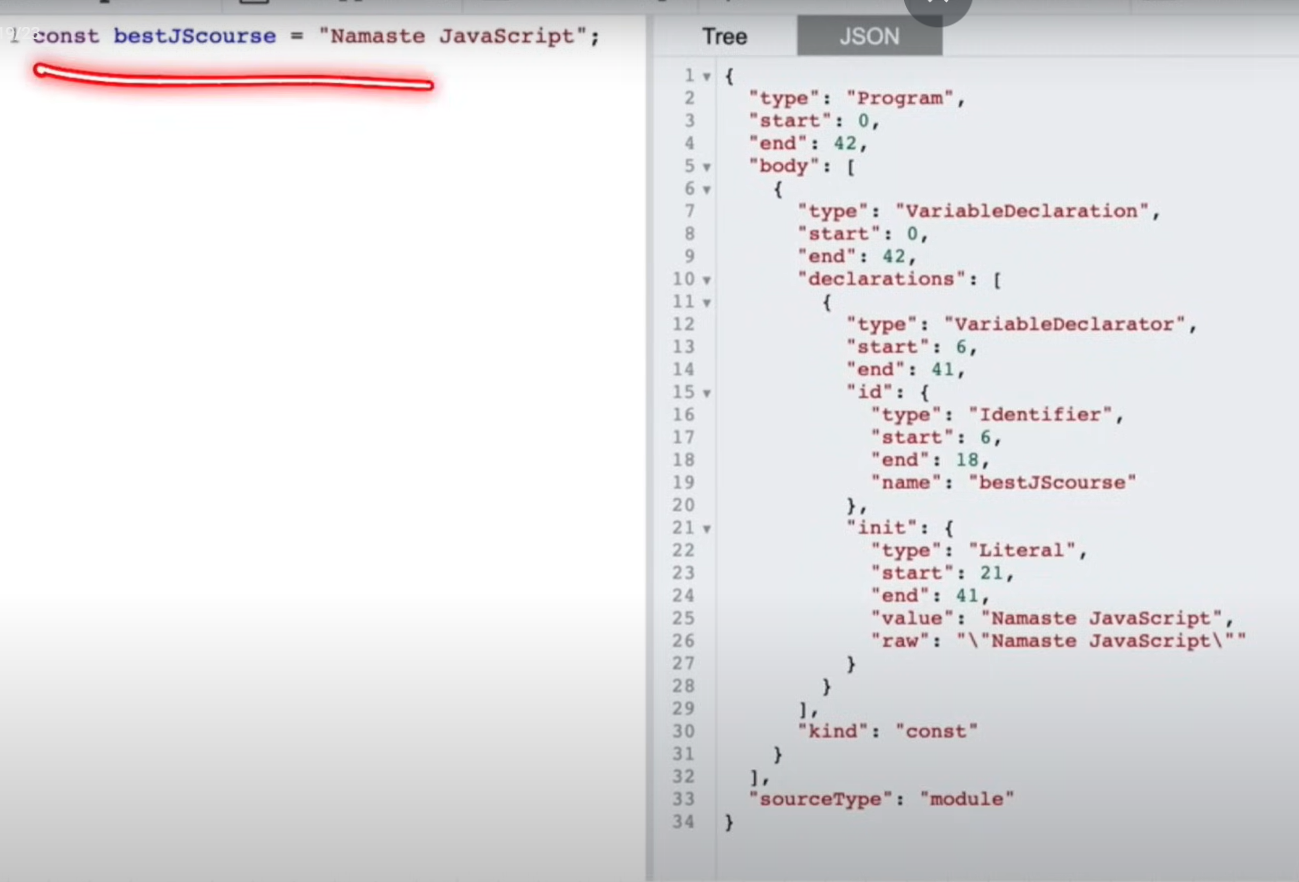 1 const bestJScourse = "Namaste JavaScript";
Tree JSON
1 {
2 "type": "Program",
3 "start": 0,
4 "end": 42,
5 "body": [
6 {
7 "type": "VariableDeclaration",
8 "start": 0,
9 "end": 42,
10 "declarations": [
11 {
12 "type": "VariableDeclarator",
13 "start": 6,
14 "end": 41,
15 "id": {
16 "type": "Identifier",
17 "start": 6,
18 "end": 18,
19 "name": "bestJScourse"
20 },
21 "init": {
22 "type": "Literal",
23 "start": 21,
24 "end": 41,
25 "value": "Namaste JavaScript",
26 "raw": "\"Namaste JavaScript\""
27 }
28 }
29 ],
30 "kind": "const"
31 }
32 ],
33 "sourceType": "module"
34 }